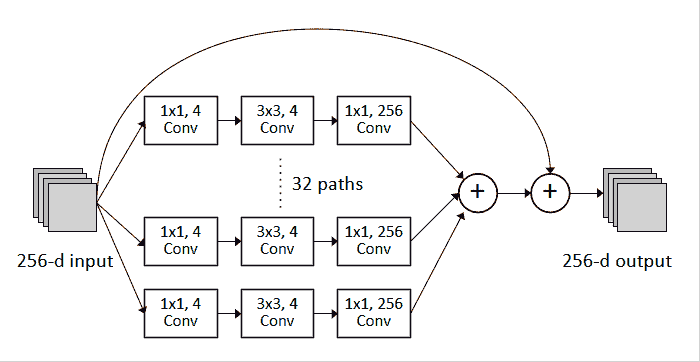 1x1, 4
Conv
3x3, 4
Conv
1x1, 256
Conv
32 paths
+
+
256-d input
256-d output
1x1, 4
Conv
3x3, 4
Conv
1x1, 256
Conv
1x1, 4
Conv
3x3, 4
Conv
1x1, 256
Conv